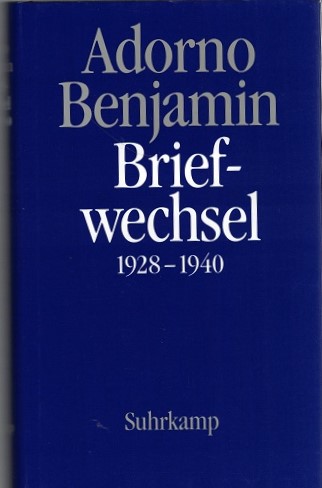 Adorno
Benjamin
Brief-
wechsel
1928–1940
Suhrkamp